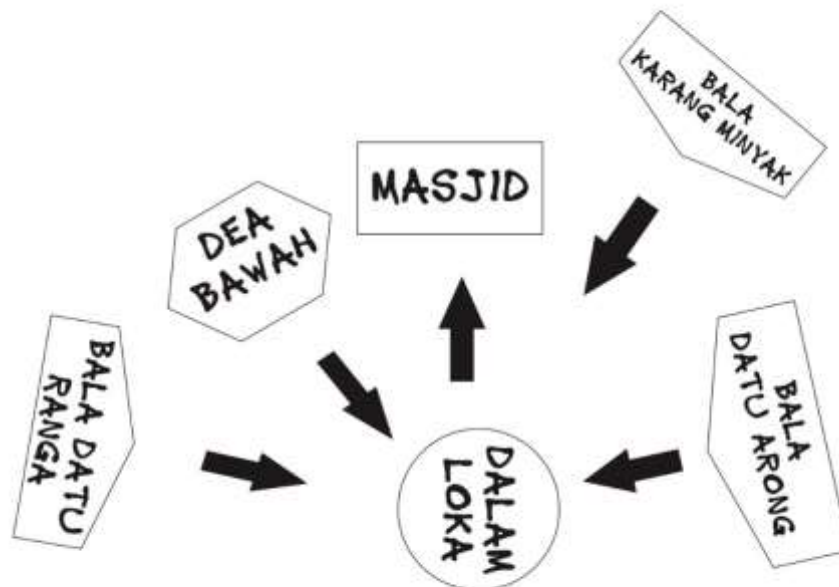 BALA
KARANG MINYAK
MASJID
DEA
BAWAH
BALA DATU
RANGA
BALA
DATU ARONG
DALAM
LOKA